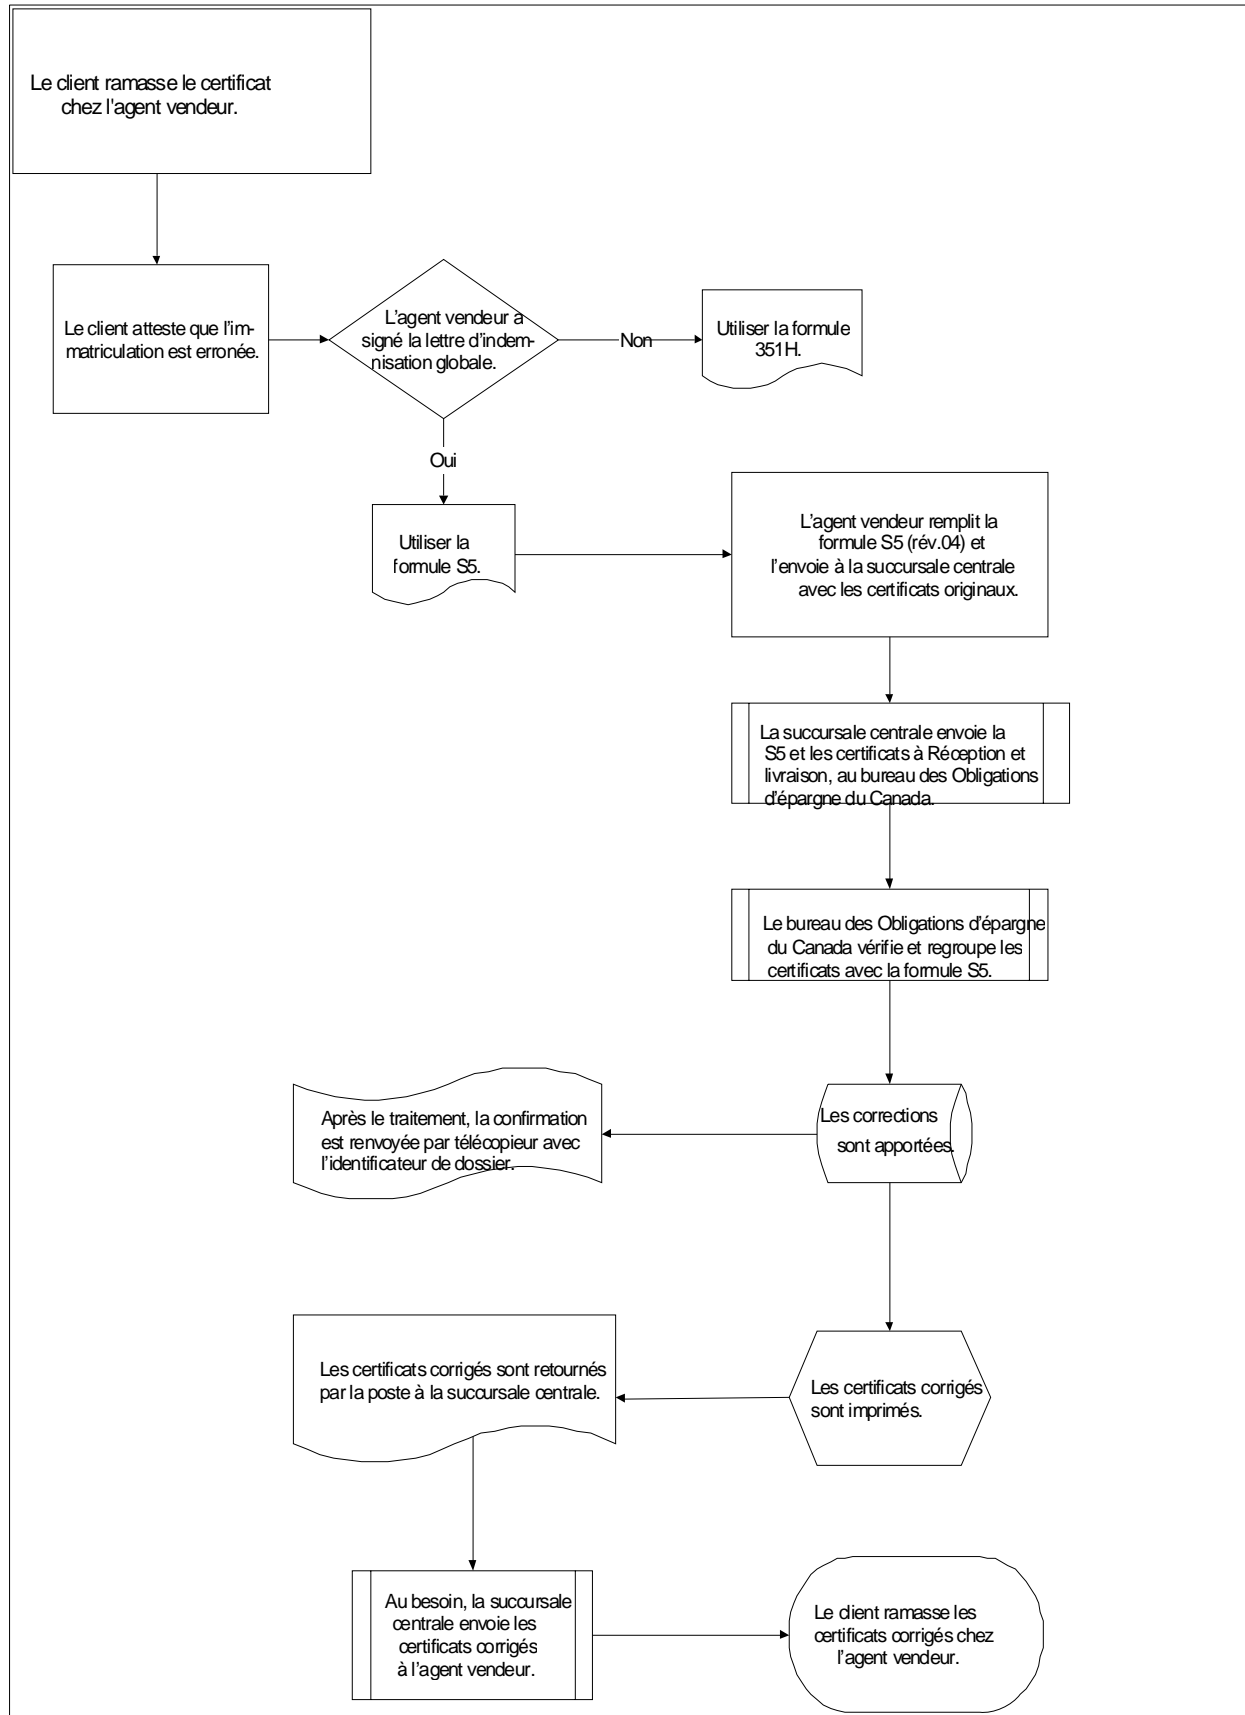 Le client ramasse le certificat
chez l'agent vendeur.
Le client atteste que l'im-
matriculation est erronée.
L'agent vendeur a
signé la lettre d'indem-
nisation globale.
Non
Utiliser la formule
351H.
Oui
Utiliser la
formule S5.
L'agent vendeur remplit la
formule S5 (rév.04) et
l'envoie à la succursale centrale
avec les certificats originaux.
La succursale centrale envoie la
S5 et les certificats à Réception et
livraison, au bureau des Obligations
d'épargne du Canada.
Le bureau des Obligations d'épargne
du Canada vérifie et regroupe les
certificats avec la formule S5.
Les corrections
sont apportées.
Après le traitement, la confirmation
est renvoyée par télécopieur avec
l'identificateur de dossier.
Les certificats corrigés
sont imprimés.
Les certificats corrigés sont retournés
par la poste à la succursale centrale.
Au besoin, la succursale
centrale envoie les
certificats corrigés
à l'agent vendeur.
Le client ramasse les
certificats corrigés chez
l'agent vendeur.